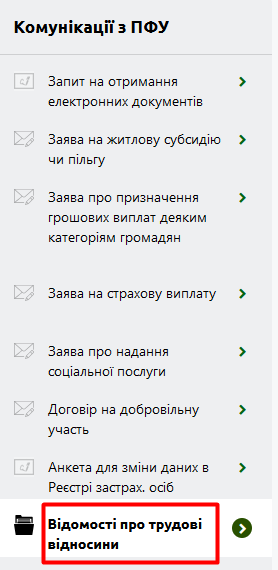 Комунікації з ПФУ
Запит на отримання
електронних документів
Заява на житлову субсидію
чи пільгу
Заява про призначення
грошових виплат деяким
категоріям громадян
Заява на страхову виплату
Заява про надання
соціальної послуги
Договір на добровільну
участь
Анкета для зміни даних в
Реєстрі застрах. осіб
Відомості про трудові
відносини